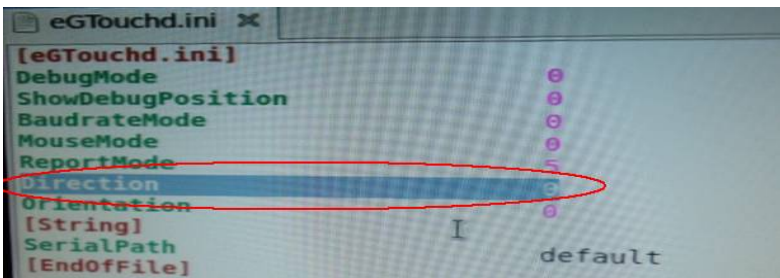 eGTouchd.ini
[eGTouchd.ini]
DebugMode 0
ShowDebugPosition 0
BaudrateMode 0
MouseMode 0
ReportMode 5
Direction 0
Orientation 0
[String]
SerialPath default
[EndOfFile]